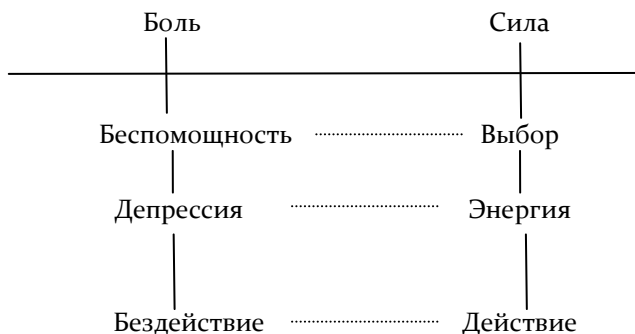 Боль Сила
Беспомощность Выбор
Депрессия Энергия
Бездействие Действие